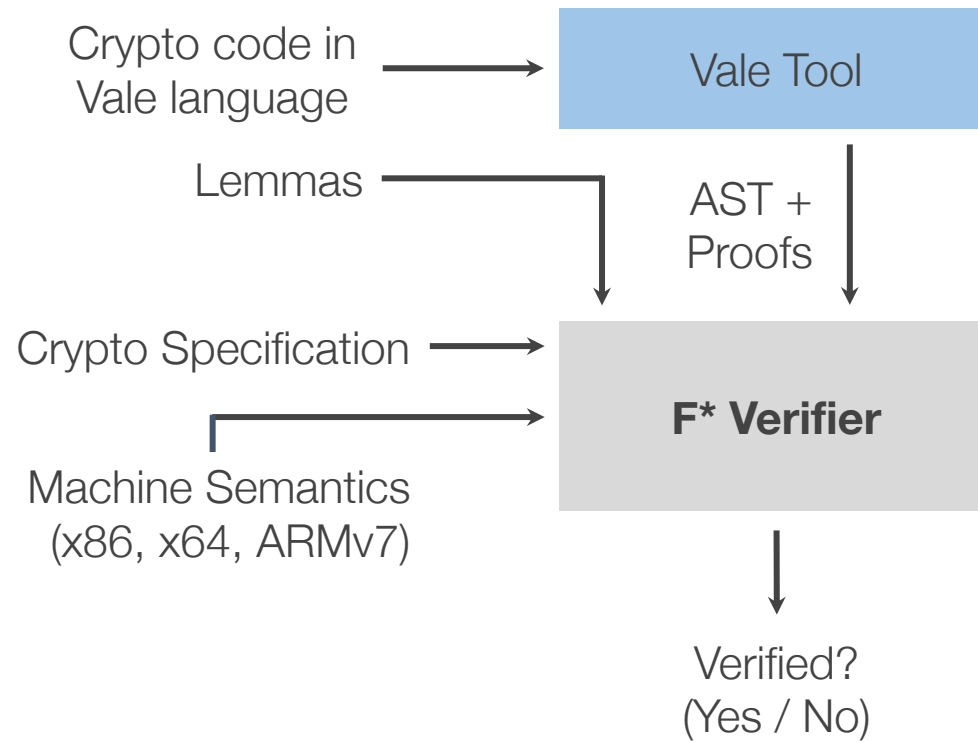 Crypto code in
Vale language
Vale Tool
Lemmas
AST +
Proofs
Crypto Specification
F* Verifier
Machine Semantics
(x86, x64, ARMv7)
Verified?
(Yes / No)